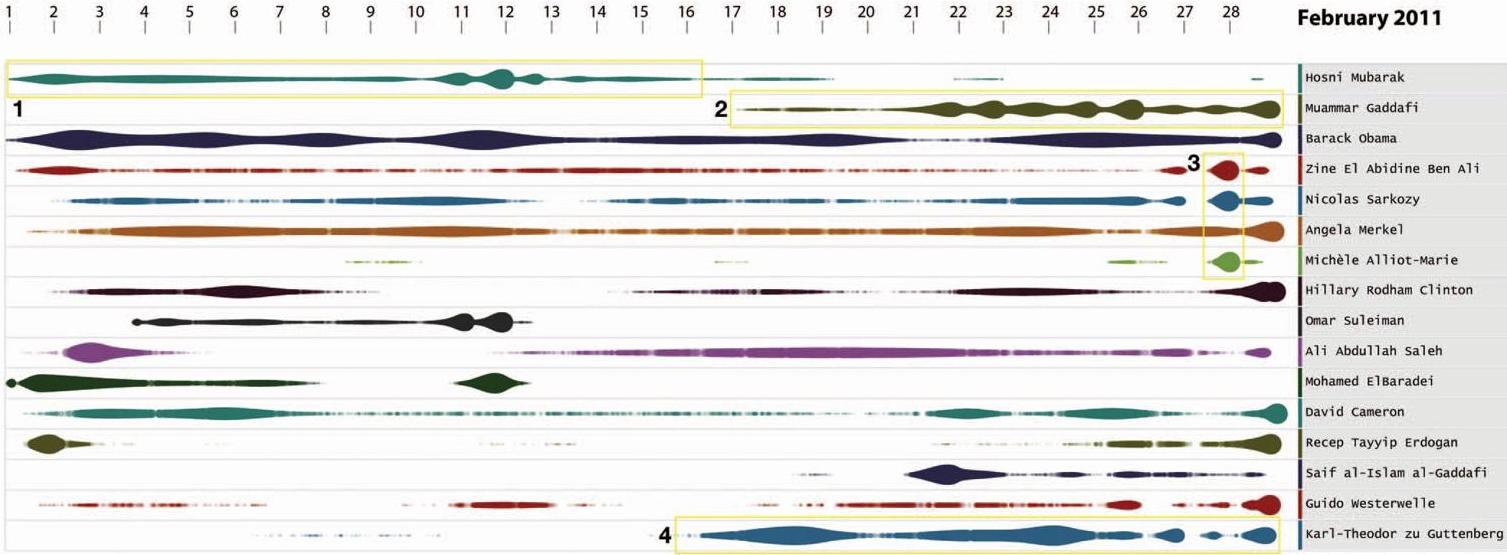 1 2 3 4 5 6 7 8 9 10 11 12 13 14 15 16 17 18 19 20 21 22 23 24 25 26 27 28 February 2011
Hosni Mubarak
1 2 Muammar Gaddafi
Barack Obama
3 Zine El Abidine Ben Ali
Nicolas Sarkozy
Angela Merkel
Michèle Alliot-Marie
Hillary Rodham Clinton
Omar Suleiman
Ali Abdullah Saleh
Mohamed ElBaradei
David Cameron
Recep Tayyip Erdogan
Saif al-Islam al-Gaddafi
Guido Westerwelle
4 Karl-Theodor zu Guttenberg